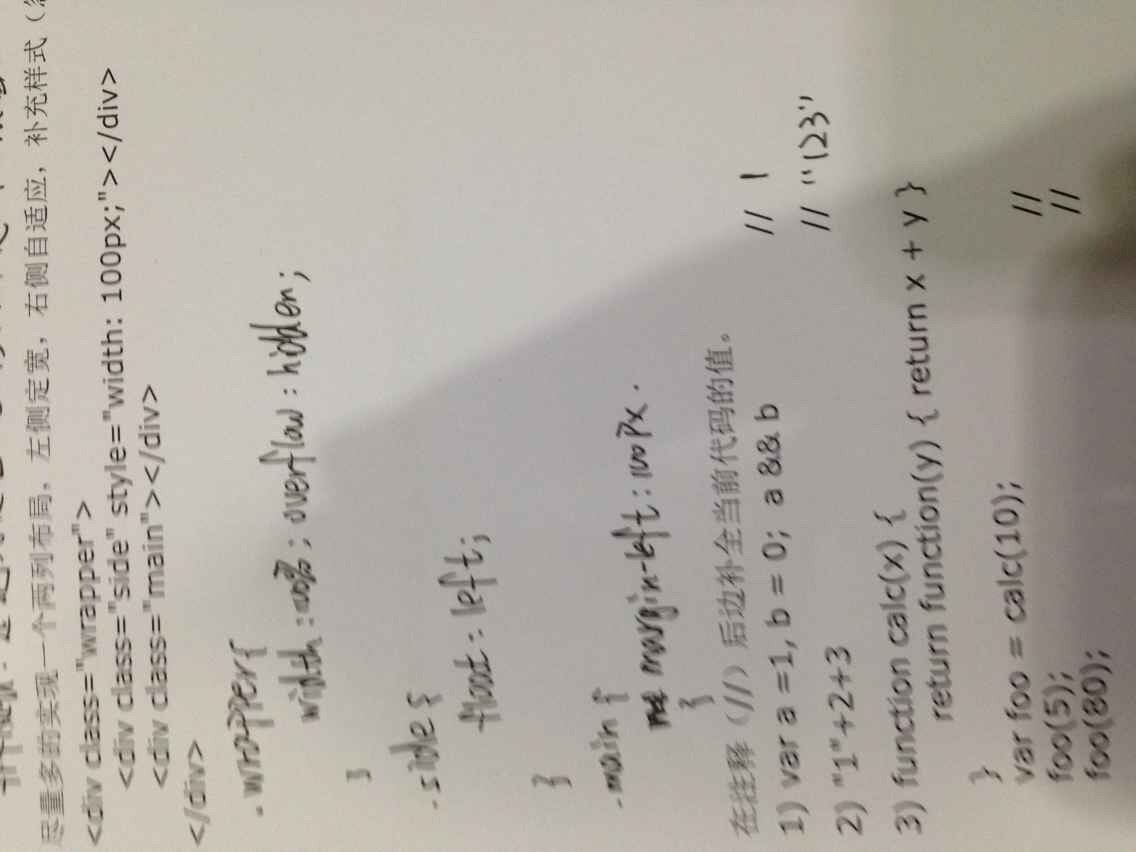 尽量多的实现一个两列布局，左侧定宽，右侧自适应，补充样式（
<div class="wrapper">
<div class="side" style="width: 100px;"></div>
<div class="main"></div>
</div>
.wrapper{
width:100%; overflow:hidden;
}
.side{
float:left;
}
.main{
margin-left:100px.
}
在注释（//）后边补全当前代码的值。
1) var a =1, b = 0; a && b // 1
2) "1"+2+3 // "123"
3) function calc(x) {
return function(y) { return x + y }
}
var foo = calc(10);
foo(5); //
foo(80); //